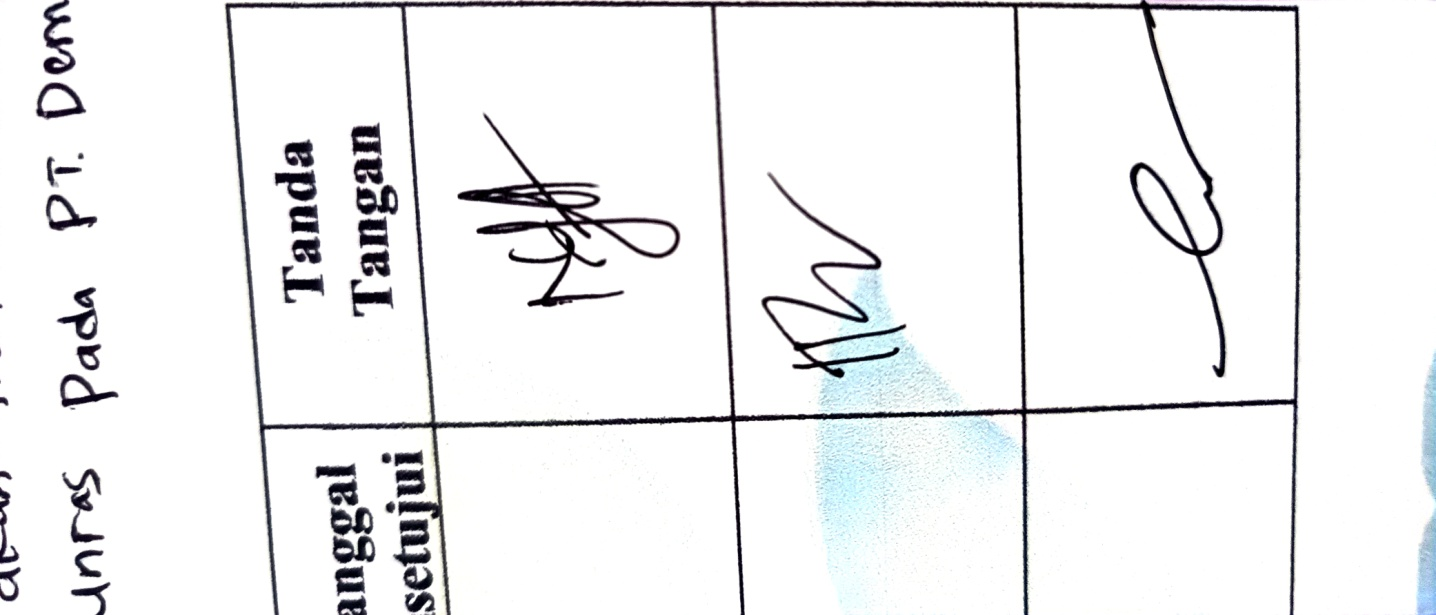 unras Pada PT. Dem
Tanda
Tangan
anggal
setujui